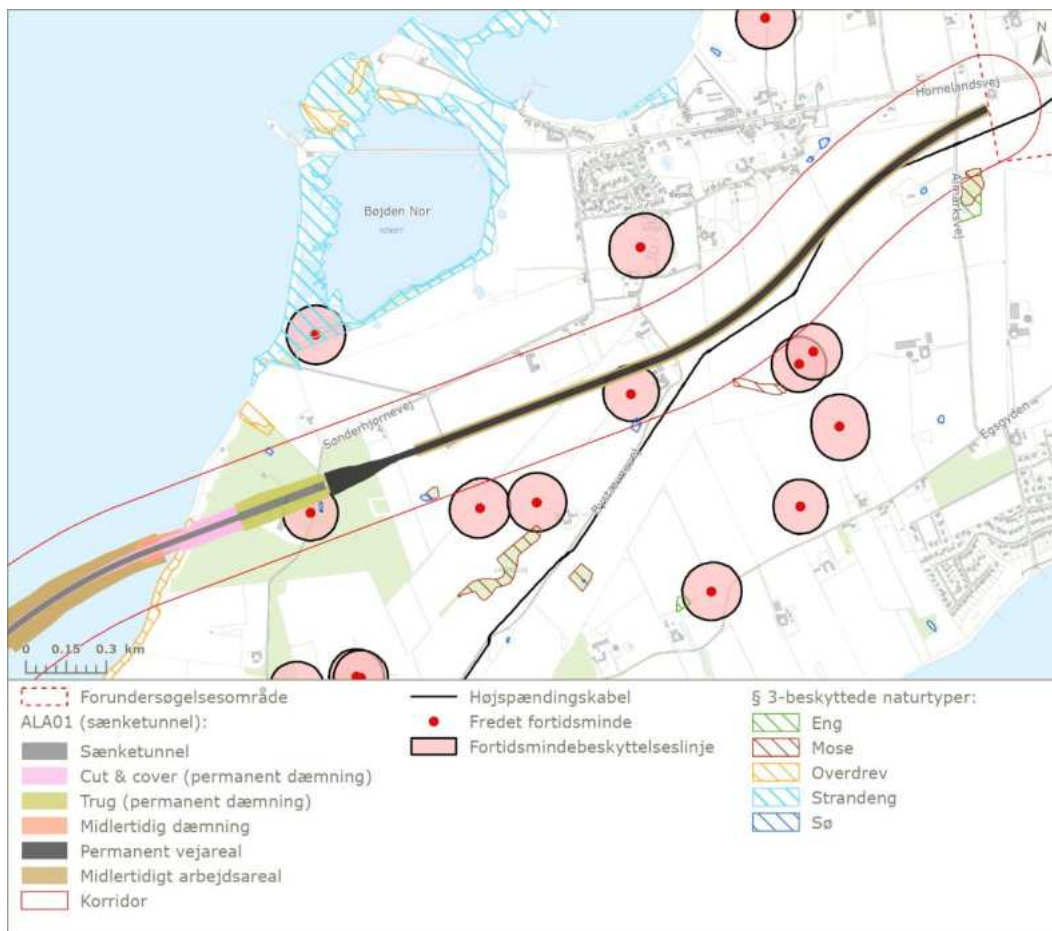 N
Hornelandsvej
Almarksvej
Bøjden Nor
Sønderhjørnevej
Egsgyden
0 0.15 0.3 km
Forundersøgelsesområde
ALA01 (sænketunnel):
Sænketunnel
Cut & cover (permanent dæmning)
Trug (permanent dæmning)
Midlertidig dæmning
Permanent vejareal
Midlertidigt arbejdsareal
Korridor
Højspændingskabel
Fredet fortidsminde
Fortidsmindebeskyttelseslinje
§ 3-beskyttede naturtyper:
Eng
Mose
Overdrev
Strandeng
Sø